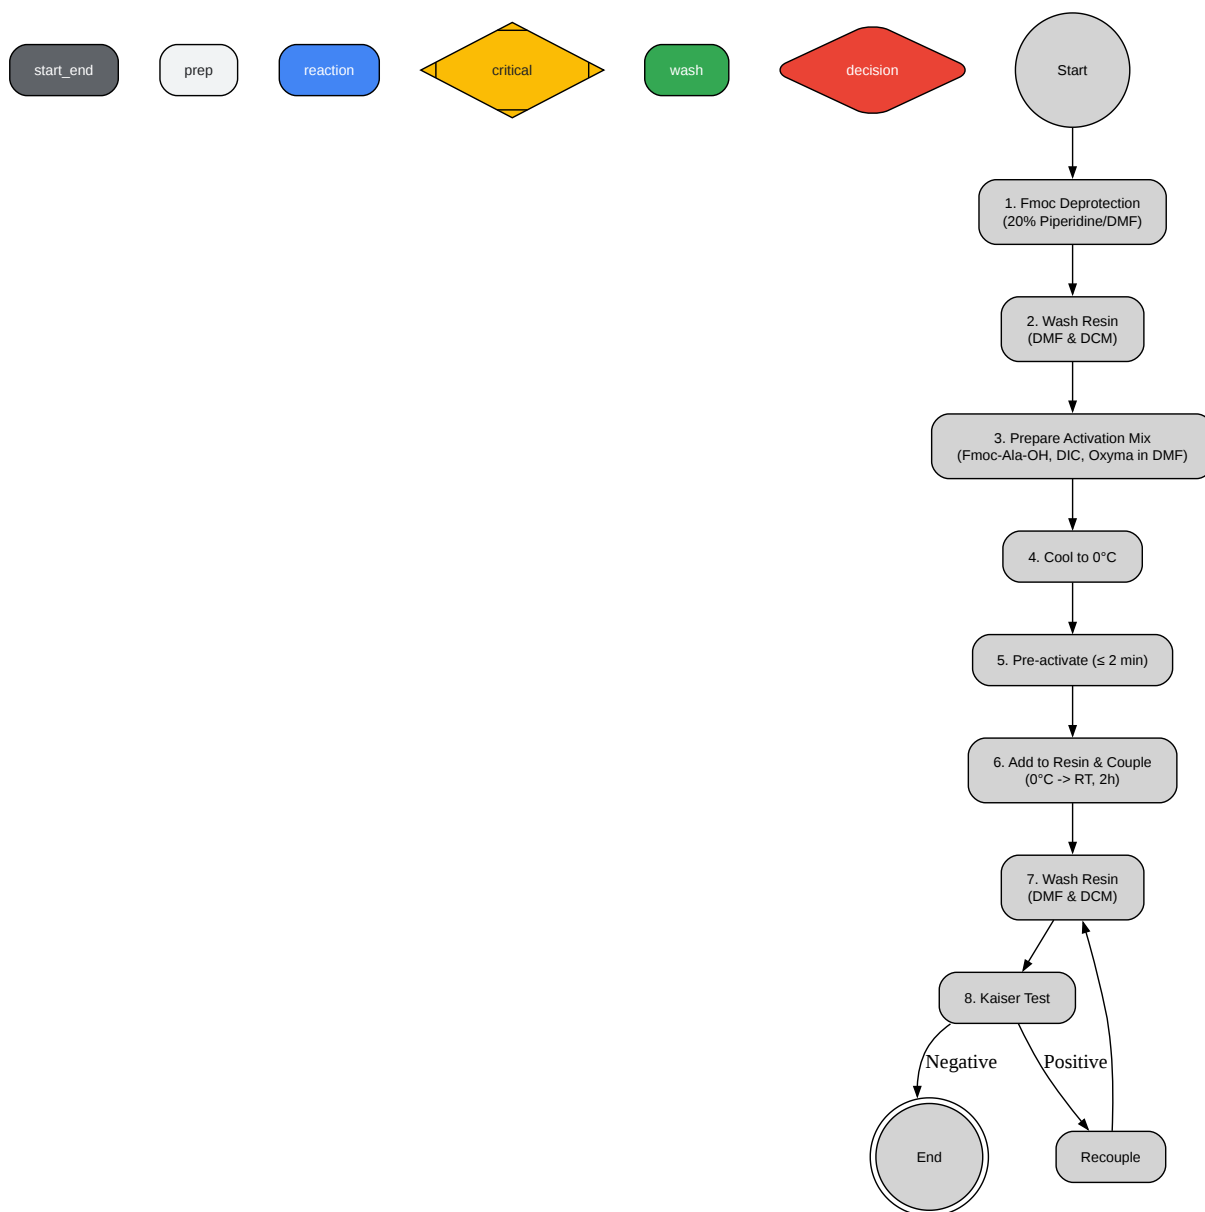 start_end
prep
reaction
critical
wash
decision
Start
1. Fmoc Deprotection
(20% Piperidine/DMF)
2. Wash Resin
(DMF & DCM)
3. Prepare Activation Mix
(Fmoc-Ala-OH, DIC, Oxyma in DMF)
4. Cool to 0°C
5. Pre-activate (≤ 2 min)
6. Add to Resin & Couple
(0°C -> RT, 2h)
7. Wash Resin
(DMF & DCM)
8. Kaiser Test
Negative
Positive
End
Recouple